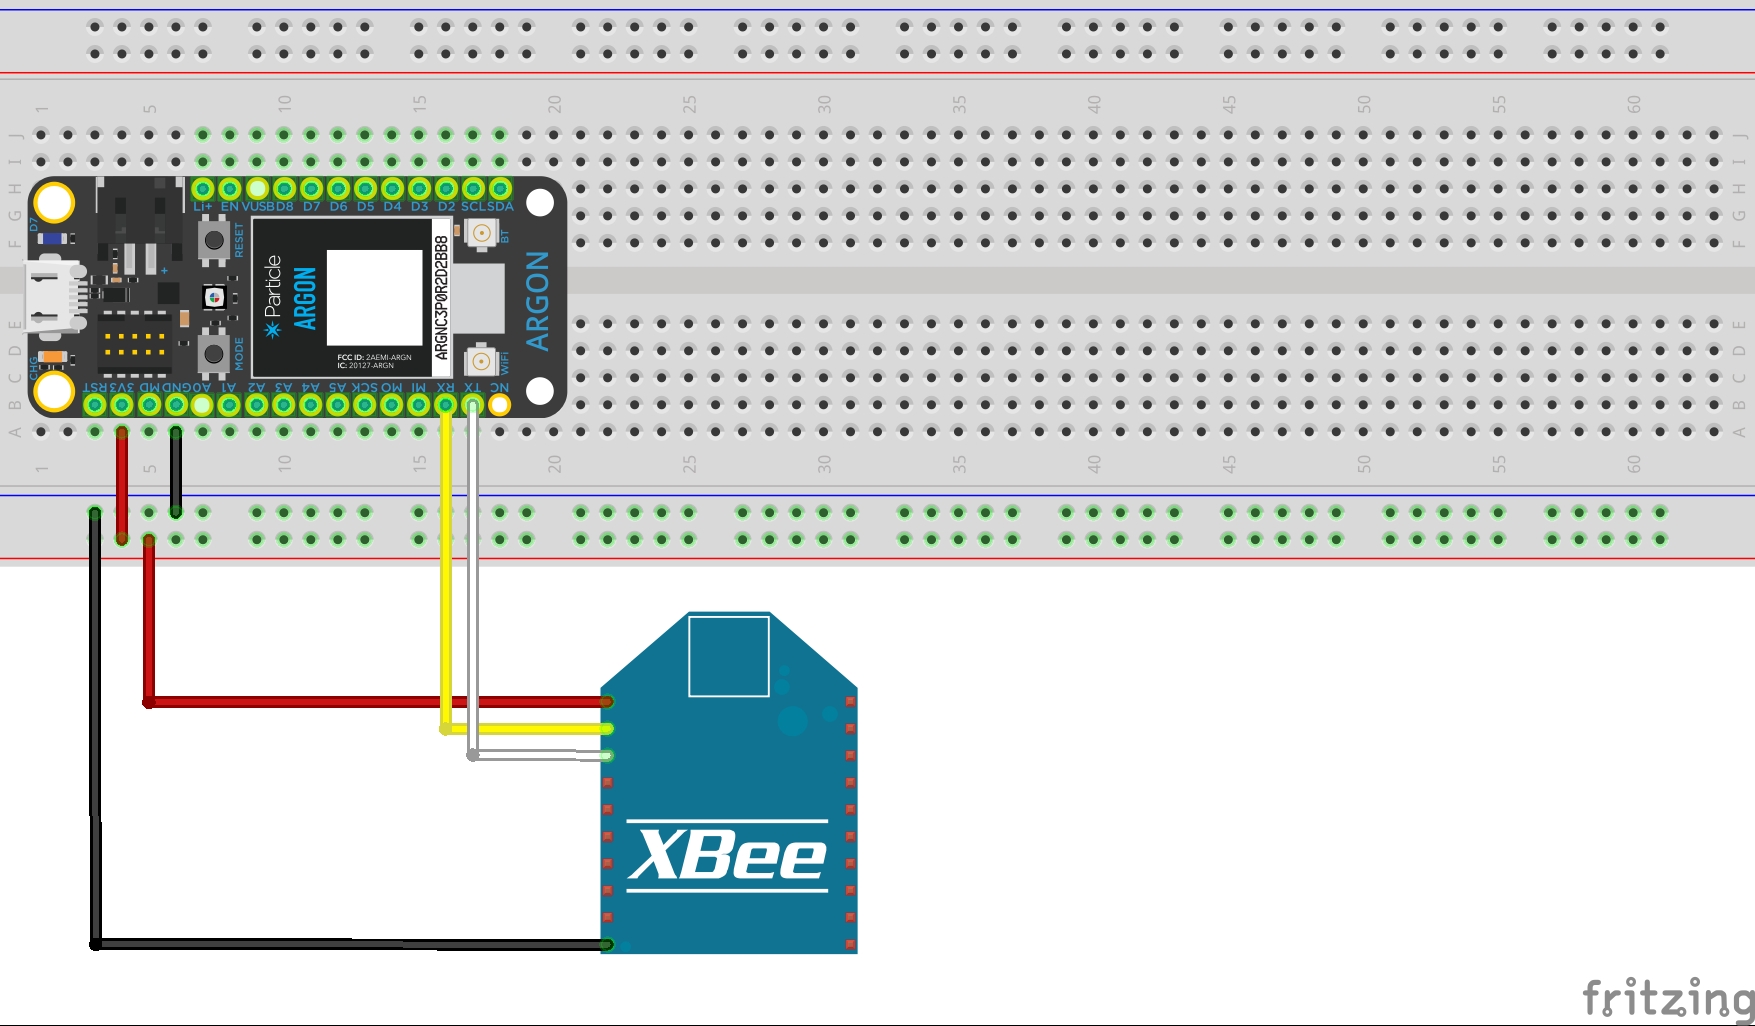 1 5 10 15 20 25 30 35 40 45 50 55 60
J J
I I
H H
G G
F F
Li+ EN VUSB D8 D7 D6 D5 D4 D3 D2 SCL SDA
D7
RESET
BT
+
Particle
ARGON
ARGNC3P0R2D2BB8
ARGON
FCC ID: 2AEMI-ARGN
IC: 20127-ARGN
MODE
WiFi
CHG
RST 3V3 MD GND A0 A1 A2 A3 A4 A5 SCK MO MI RX TX NC
E E
D D
C C
B B
A A
1 5 10 15 20 25 30 35 40 45 50 55 60
XBee
fritzing